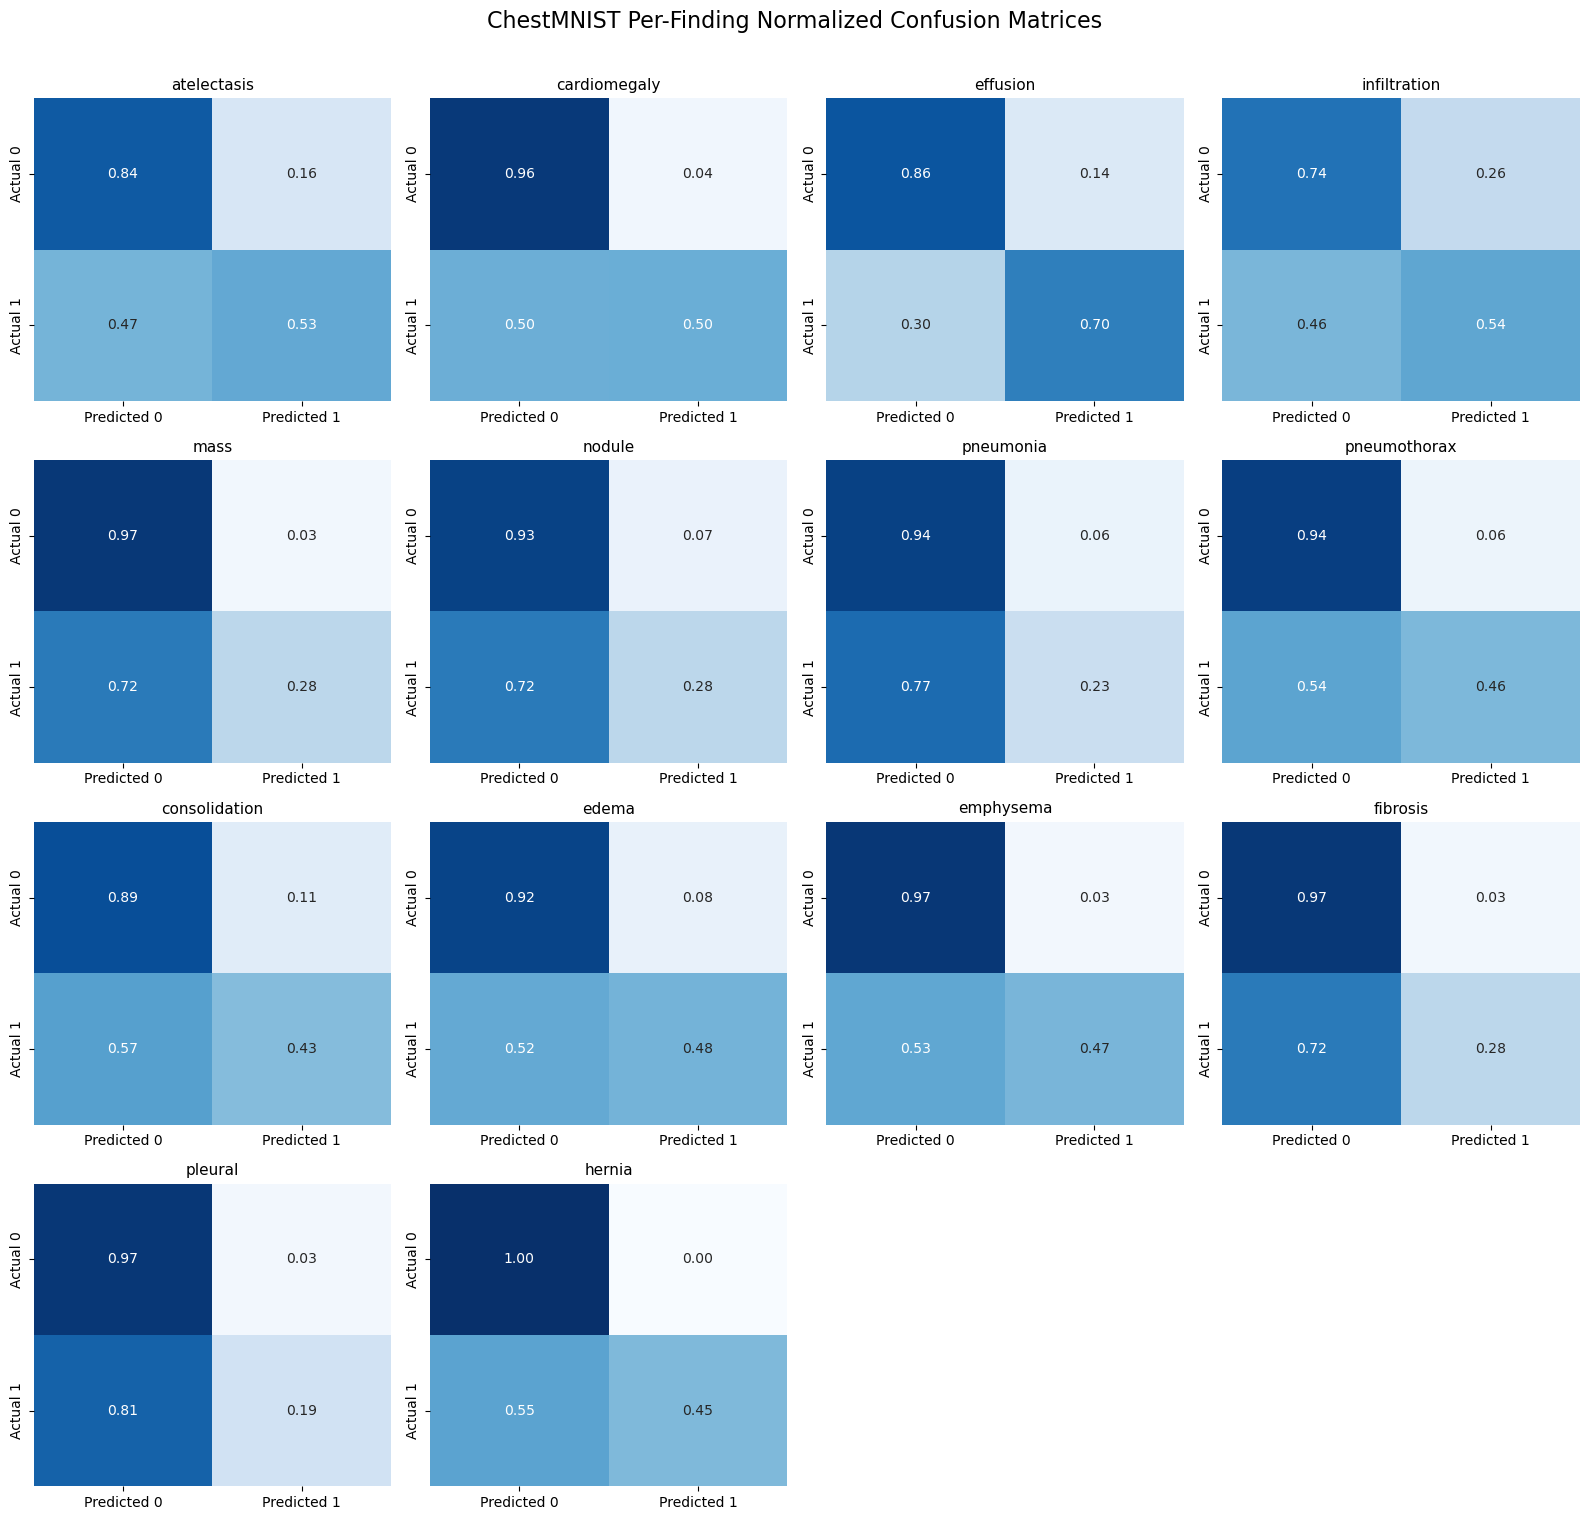 ChestMNIST Per-Finding Normalized Confusion Matrices
atelectasis
Actual 0
0.84 0.16
Actual 1
0.47 0.53
Predicted 0 Predicted 1
cardiomegaly
Actual 0
0.96 0.04
Actual 1
0.50 0.50
Predicted 0 Predicted 1
effusion
Actual 0
0.86 0.14
Actual 1
0.30 0.70
Predicted 0 Predicted 1
infiltration
Actual 0
0.74 0.26
Actual 1
0.46 0.54
Predicted 0 Predicted 1
mass
Actual 0
0.97 0.03
Actual 1
0.72 0.28
Predicted 0 Predicted 1
nodule
Actual 0
0.93 0.07
Actual 1
0.72 0.28
Predicted 0 Predicted 1
pneumonia
Actual 0
0.94 0.06
Actual 1
0.77 0.23
Predicted 0 Predicted 1
pneumothorax
Actual 0
0.94 0.06
Actual 1
0.54 0.46
Predicted 0 Predicted 1
consolidation
Actual 0
0.89 0.11
Actual 1
0.57 0.43
Predicted 0 Predicted 1
edema
Actual 0
0.92 0.08
Actual 1
0.52 0.48
Predicted 0 Predicted 1
emphysema
Actual 0
0.97 0.03
Actual 1
0.53 0.47
Predicted 0 Predicted 1
fibrosis
Actual 0
0.97 0.03
Actual 1
0.72 0.28
Predicted 0 Predicted 1
pleural
Actual 0
0.97 0.03
Actual 1
0.81 0.19
Predicted 0 Predicted 1
hernia
Actual 0
1.00 0.00
Actual 1
0.55 0.45
Predicted 0 Predicted 1